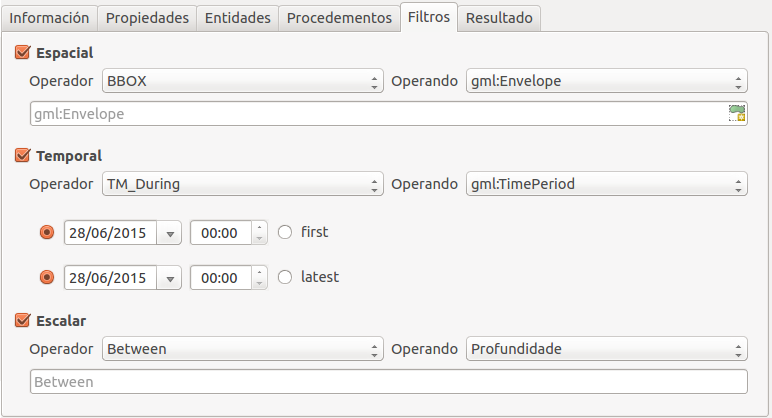 Información Propiedades Entidades Procedementos Filtros Resultado
Espacial
Operador BBOX Operando gml:Envelope
gml:Envelope
Temporal
Operador TM_During Operando gml:TimePeriod
28/06/2015 00:00 first
28/06/2015 00:00 latest
Escalar
Operador Between Operando Profundidade
Between